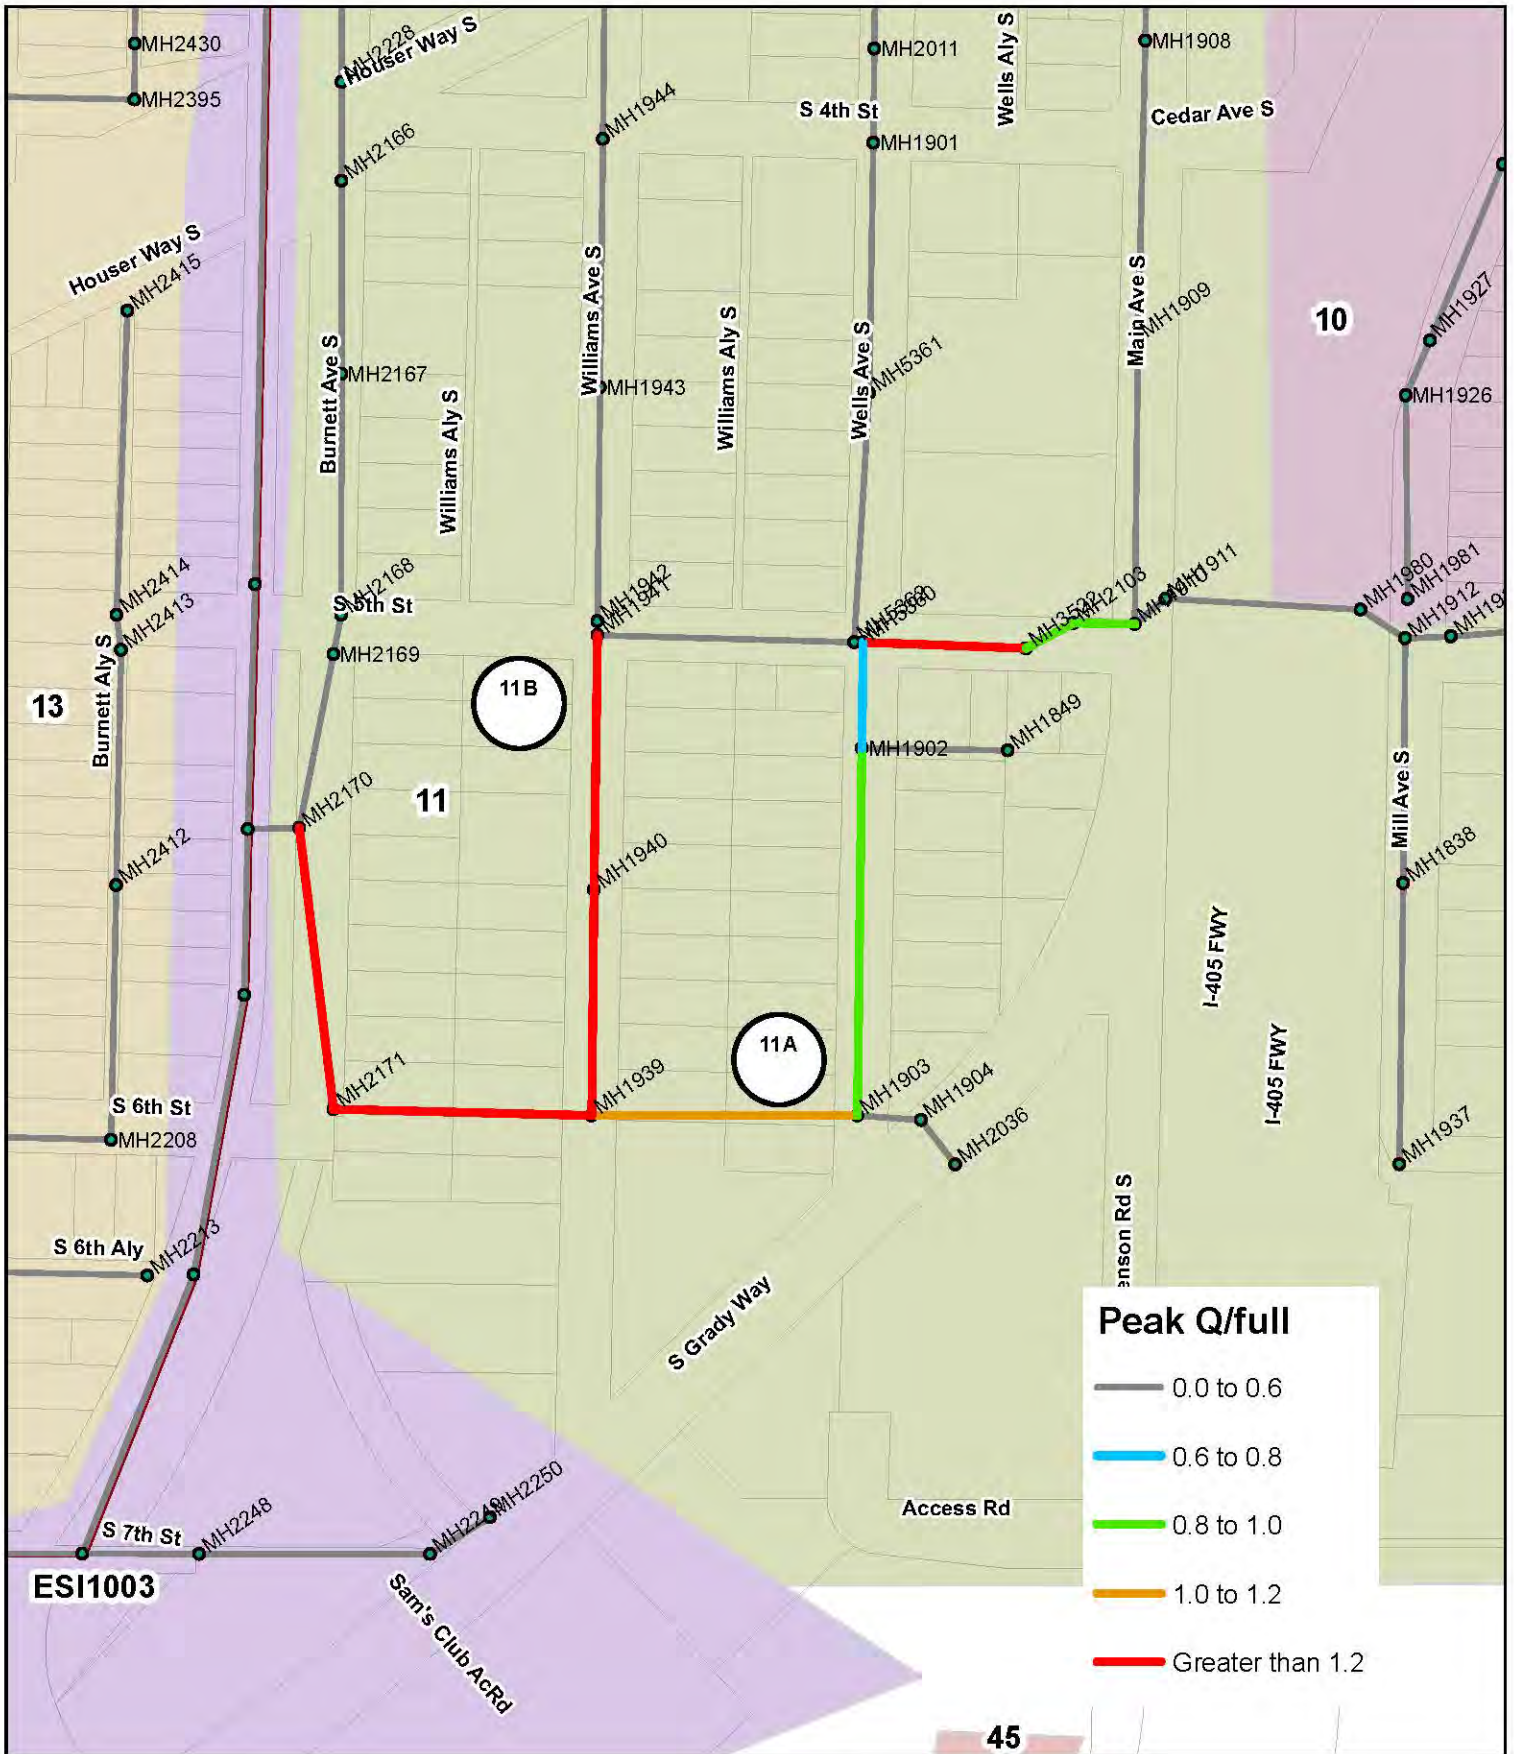 MH2430
MH2395
MH2228
Houser Way S
MH2166
MH1944
MH2011
S 4th St
MH1901
Wells Aly S
MH1908
Cedar Ave S
Houser Way S
MH2415
Burnett Ave S
MH2167
Williams Aly S
Williams Ave S
MH1943
Williams Aly S
Wells Ave S
MH5361
Main Ave S
MH1909
10
MH1927
MH1926
MH2414
MH2413
Burnett Aly S
MH2168
S 5th St
MH2169
MH1942
MH1941
MH3522
MH2103
MH1911
MH1980
MH1981
MH1912
13
11B
MH1902
MH1849
Mill Ave S
11
MH2170
MH2412
MH1940
MH1838
I-405 FWY
I-405 FWY
11A
MH2171
MH1939
MH1903
MH1904
MH2036
MH1937
S 6th St
MH2208
S 6th Aly
MH2213
enson Rd S
S Grady Way
Peak Q/full
0.0 to 0.6
0.6 to 0.8
0.8 to 1.0
1.0 to 1.2
Greater than 1.2
MH2250
MH2248
S 7th St
Access Rd
ESI1003
Sam's Club AcRd
45